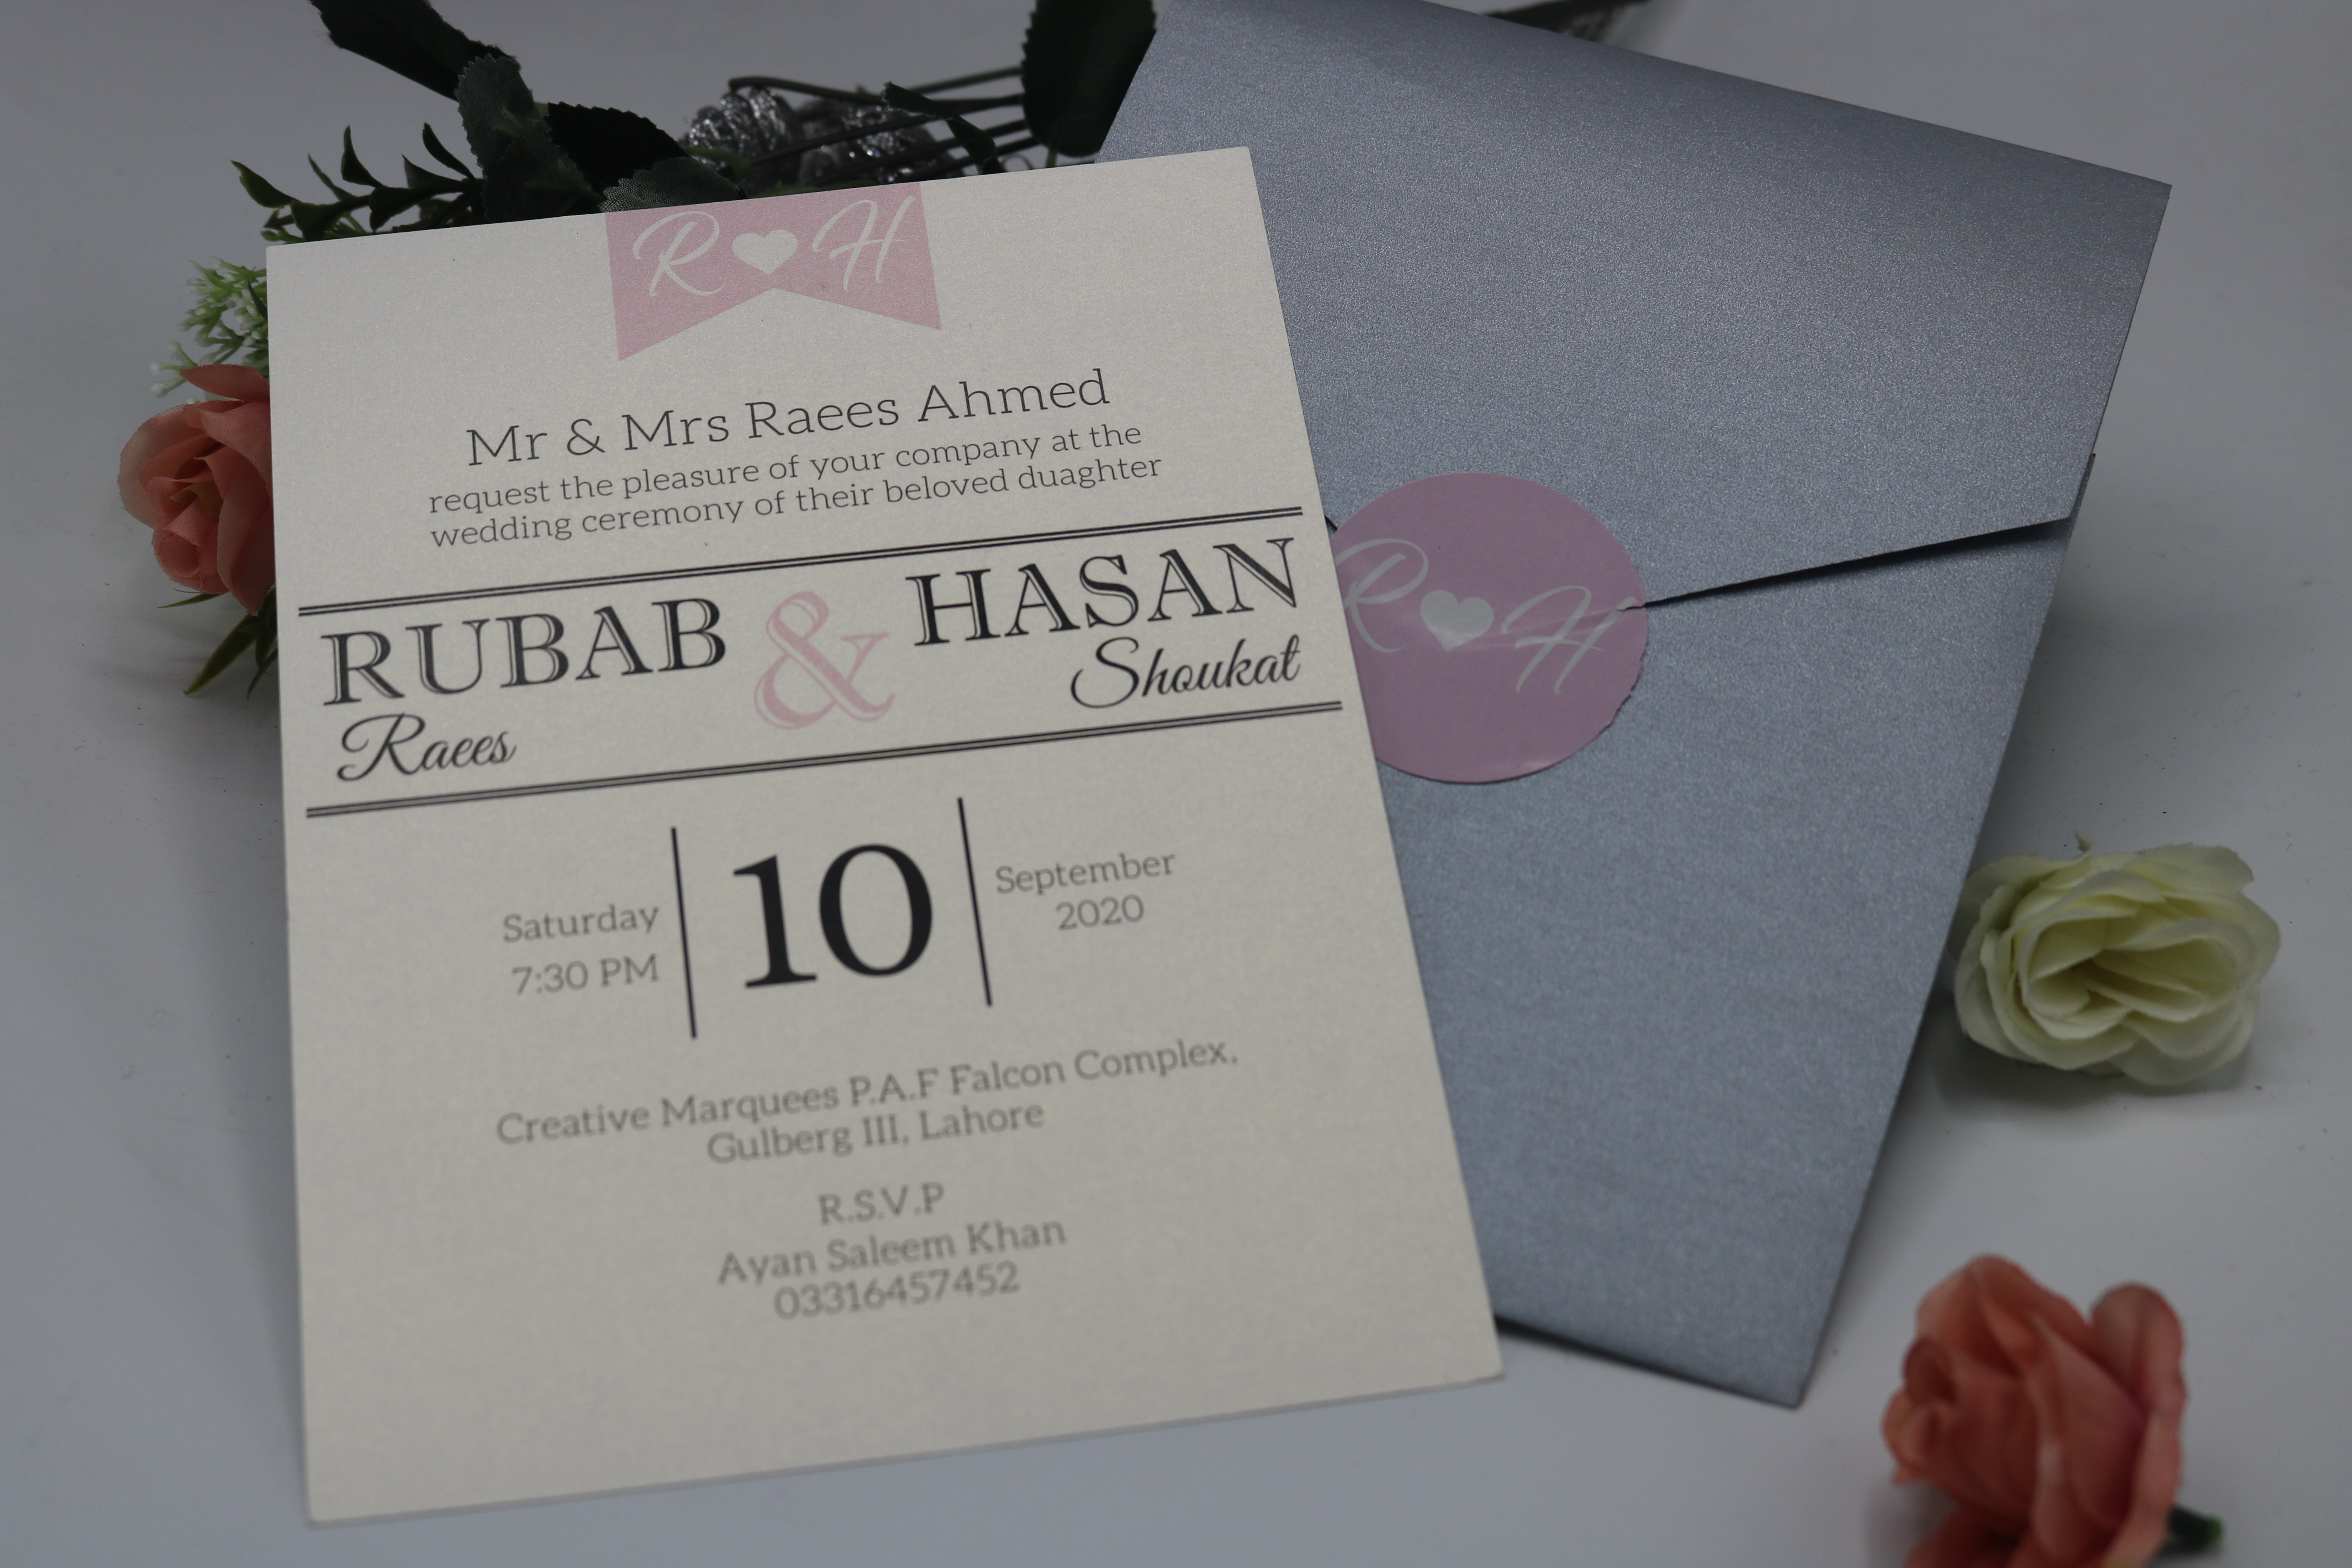 R ♥ H
Mr & Mrs Raees Ahmed
request the pleasure of your company at the
wedding ceremony of their beloved duaghter
RUBAB & HASAN
Raees Shoukat
Saturday
7:30 PM
10
September
2020
Creative Marquees P.A.F Falcon Complex,
Gulberg III, Lahore
R.S.V.P
Ayan Saleem Khan
03316457452
R ♥ H